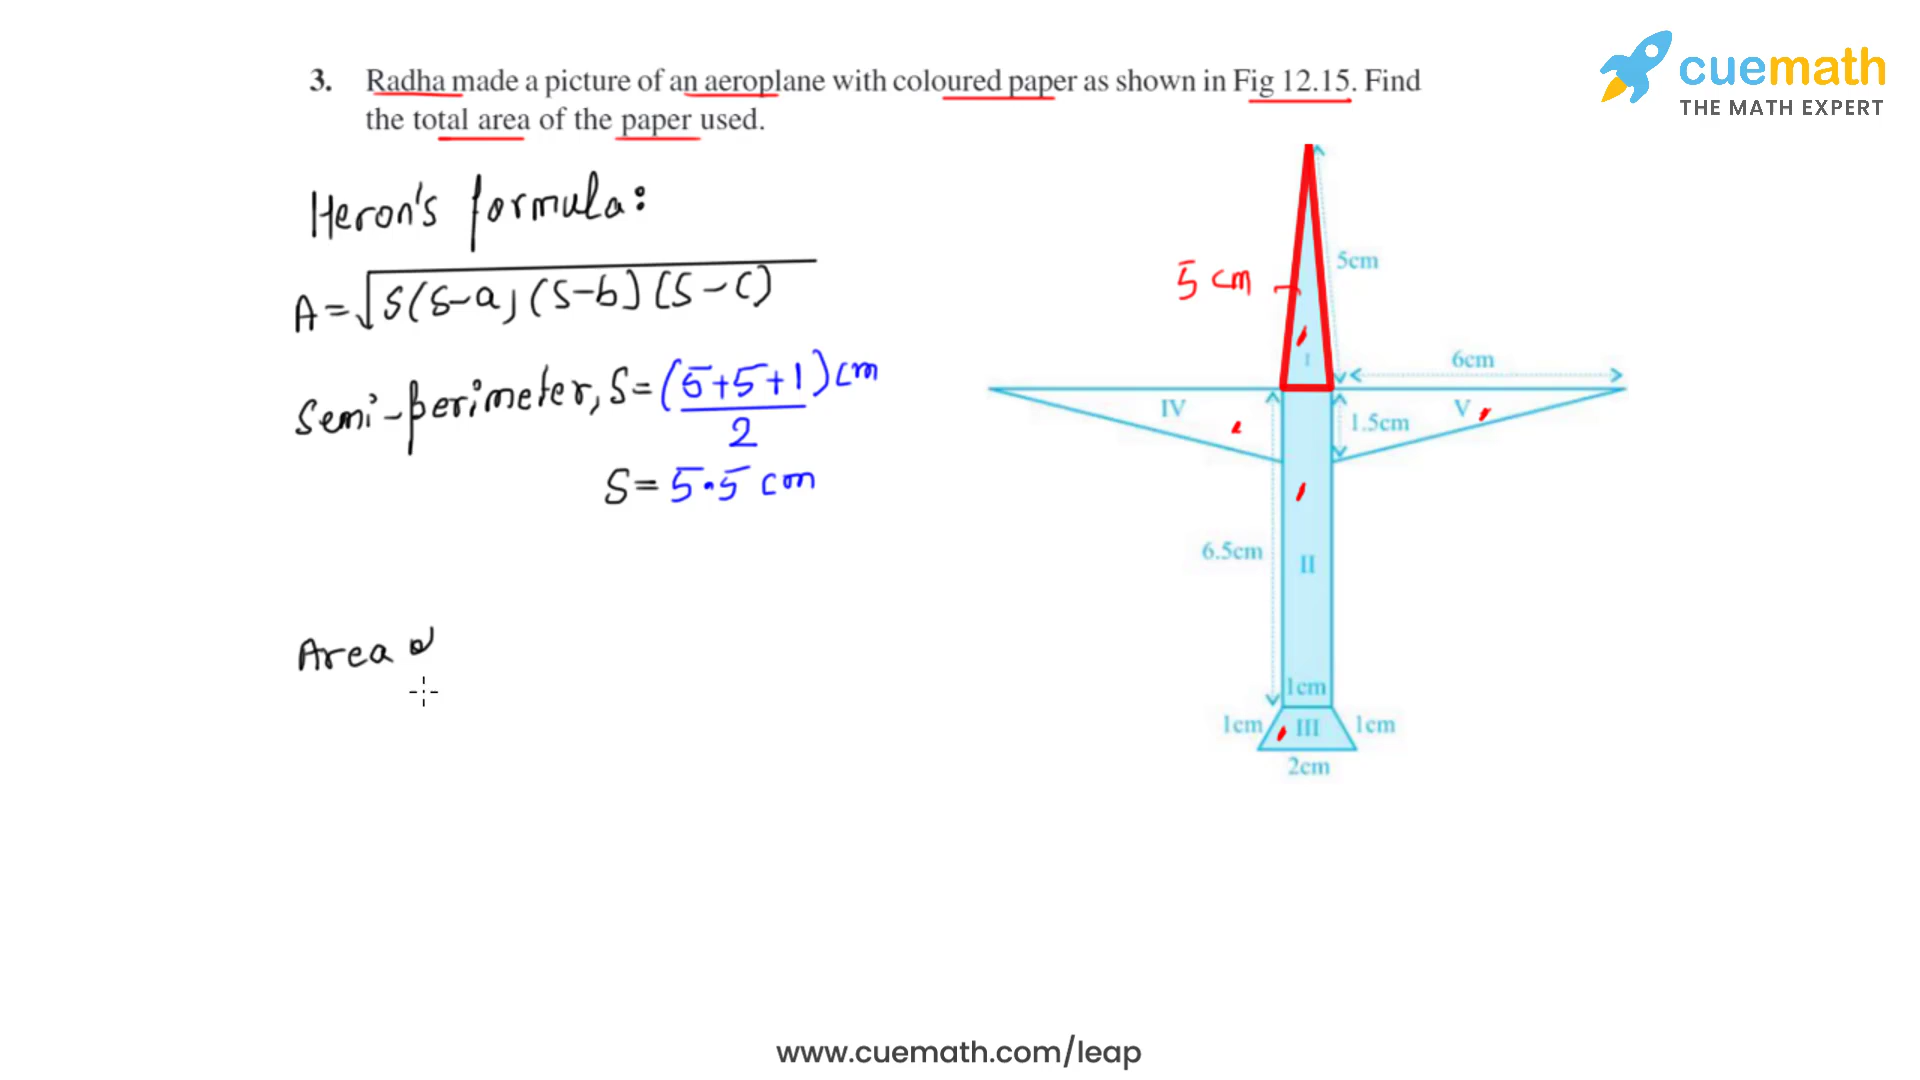 3. Radha made a picture of an aeroplane with coloured paper as shown in Fig 12.15. Find
the total area of the paper used.
cuemath
THE MATH EXPERT
Heron's formula:
A = √s(s-a)(s-b)(s-c)
Semi-perimeter, S = (5+5+1)cm
2
S = 5.5 cm
Area
5 cm
5cm
I
6cm
IV
V
1.5cm
6.5cm
II
1cm
1cm
III
1cm
2cm
www.cuemath.com/leap